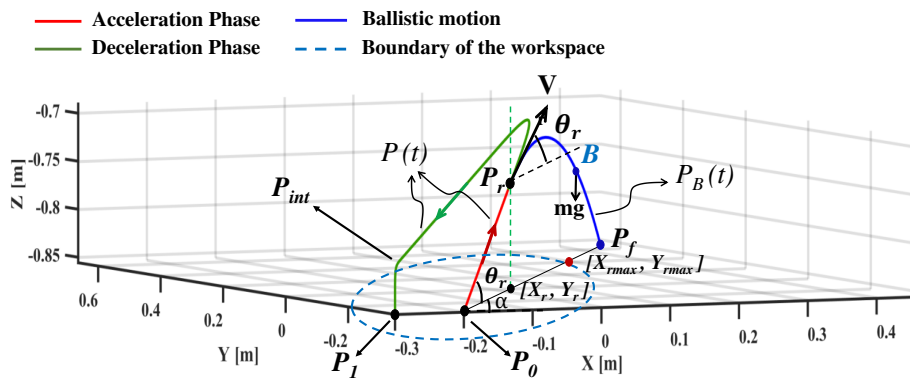 Acceleration Phase
Ballistic motion
Deceleration Phase
Boundary of the workspace
V
-0.7
θr
P(t)
B
-0.75
Z [m]
Pr
PB(t)
Pint
mg
-0.8
Pf
[Xrmax, Yrmax]
-0.85
θr
[Xr, Yr]
α
0.6
0.4
0.2
0
-0.2
-0.3
-0.2
-0.1
0
0.1
0.2
0.3
0.4
Y [m]
X [m]
P1
P0